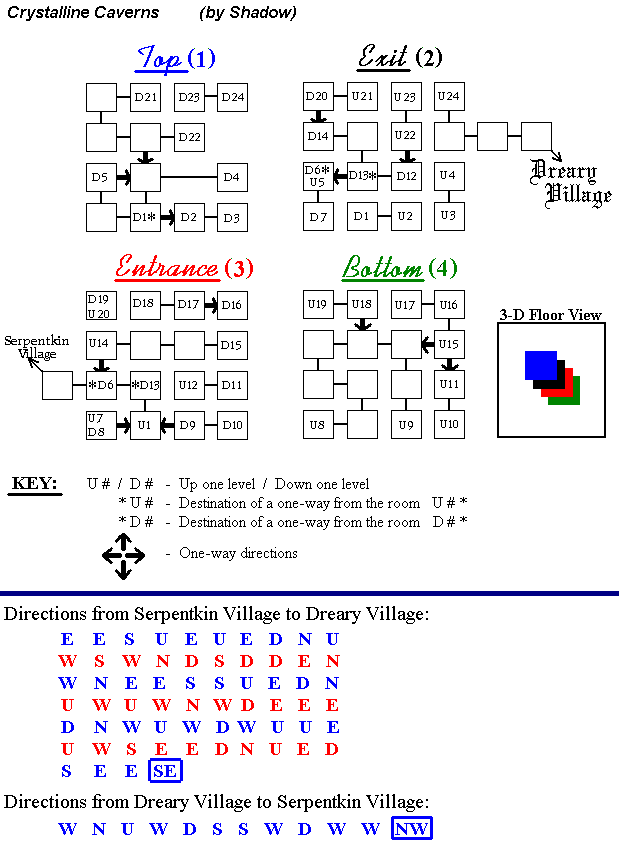 Crystalline Caverns (by Shadow)
Top (1) Exit (2)
D21 D23 D24 D20 U21 U23 U24
D22 D14 U22
D5 D4 D6* U5 D13* D12 U4
D1* D2 D3 D7 D1 U2 U3
Dreary
Village
Entrance (3) Bottom (4)
D19 U20 D18 D17 D16 U19 U18 U17 U16
3-D Floor View
Serpentkin
Village
U14 D15 U15
*D6 *D13 U12 D11 U11
U7 D8 U1 D9 D10 U8 U9 U10
KEY: U # / D # - Up one level / Down one level
* U # - Destination of a one-way from the room U # *
* D # - Destination of a one-way from the room D # *
- One-way directions
Directions from Serpentkin Village to Dreary Village:
E E S U E U E D N U
W S W N D S D D E N
W N E E S S U E D N
U W U W N W D E E E
D N W U W D W U U E
U W S E E D N U E D
S E E SE
Directions from Dreary Village to Serpentkin Village:
W N U W D S S W D W W NW